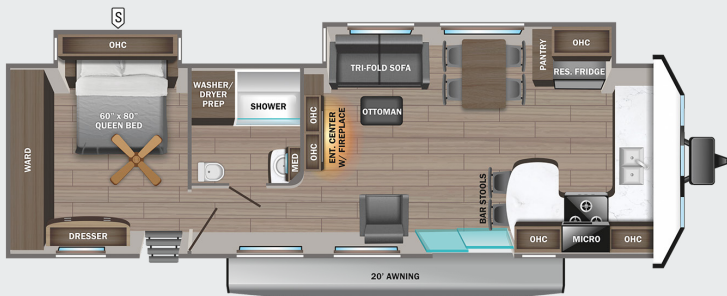 S
OHC
WARD
60" x 80"
QUEEN BED
DRESSER
WASHER/
DRYER
PREP
SHOWER
MED
OHC
OHC
ENT. CENTER
W/ FIREPLACE
TRI-FOLD SOFA
OTTOMAN
PANTRY
OHC
RES. FRIDGE
BAR STOOLS
OHC
MICRO
OHC
20' AWNING